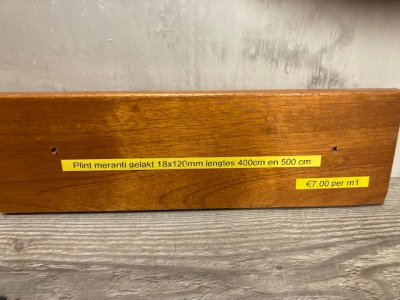 Plint meranti gelakt 18x120mm lengtes 400cm en 500 cm
€7,00 per m1